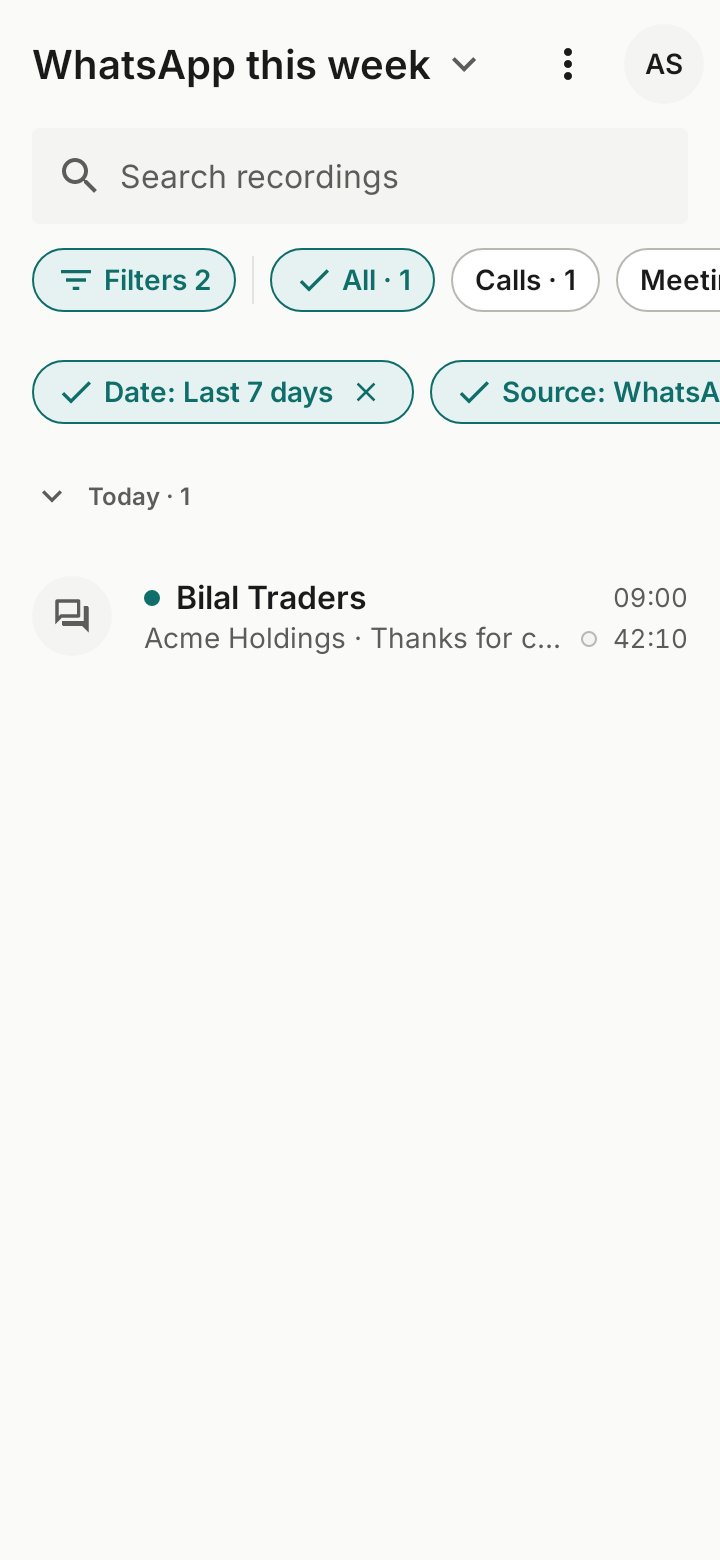 WhatsApp this week
AS
Search recordings
Filters 2
All · 1
Calls · 1
Date: Last 7 days
Source:
Today · 1
Bilal Traders
09:00
Acme Holdings · Thanks for c...
42:10